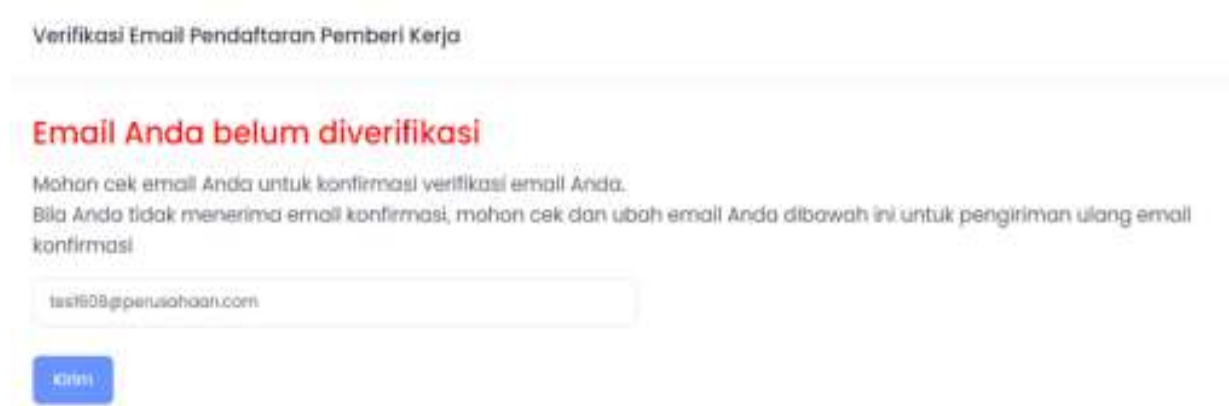 Verifikasi Email Pendaftaran Pemberi Kerja
Email Anda belum diverifikasi
Mohon cek email Anda untuk konfirmasi verifikasi email Anda.
Bila Anda tidak menerima email konfirmasi, mohon cek dan ubah email Anda dibawah ini untuk pengiriman ulang email
konfirmasi
test608@perusahaan.com
Kirim